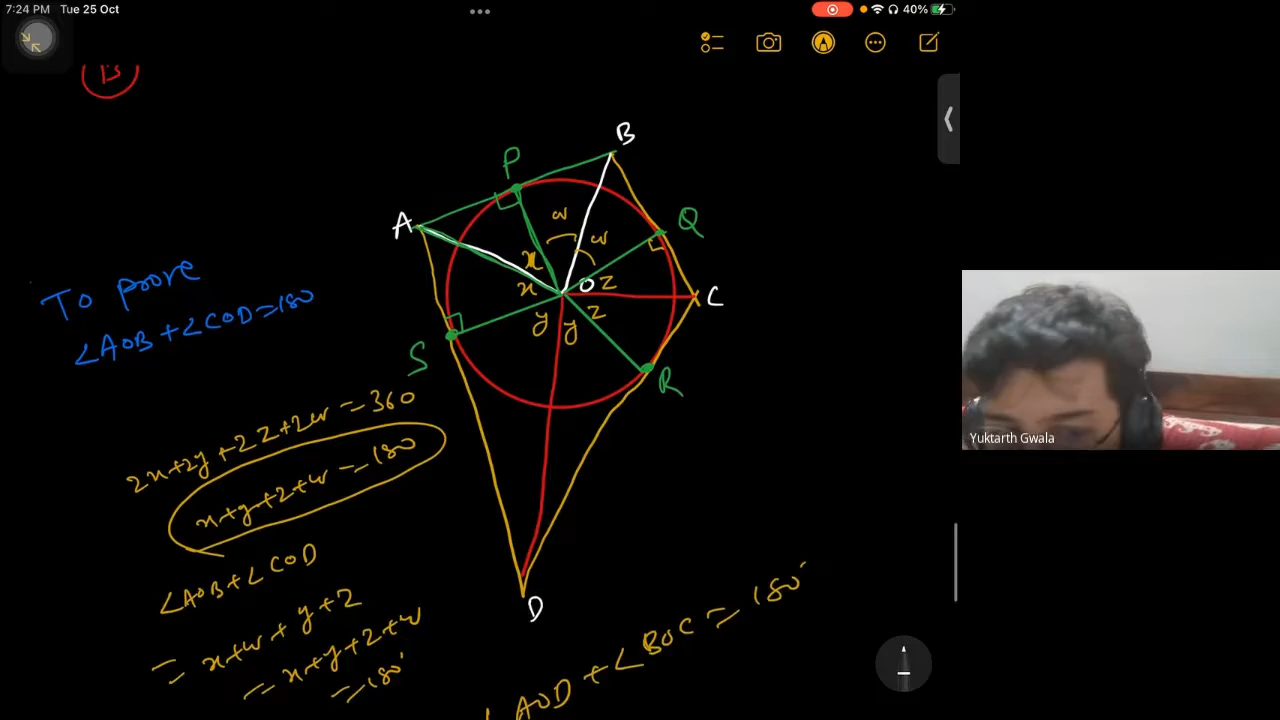 7:24 PM Tue 25 Oct
40%
B
B
P
A
Q
w
w
x
x
O
z
C
z
y
y
S
R
D
To prove
∠AOB+∠COD=180
2x+2y+2z+2w=360
x+y+z+w=180
∠AOB+∠COD
= x+w+y+z
= x+y+z+w
=180°
∠AOD+∠BOC=180°
Yuktarth Gwala